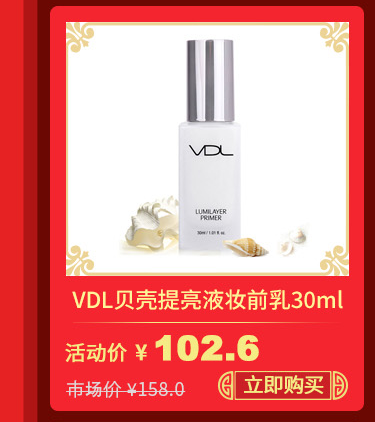 VDL
LUMILAYER
PRIMER
30ml / 1.01 fl. oz.
VDL贝壳提亮液妆前乳30ml
活动价 ¥ 102.6
市场价 ¥158.0
立即购买